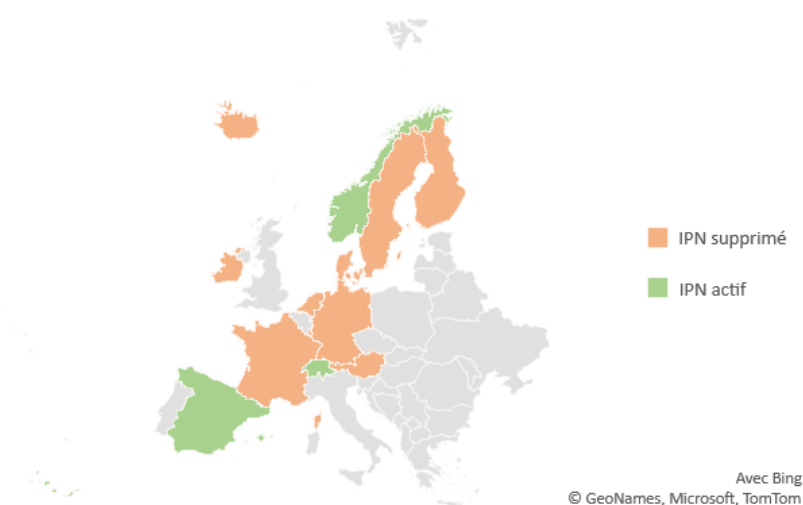 IPN supprimé
IPN actif
Avec Bing
© GeoNames, Microsoft, TomTom